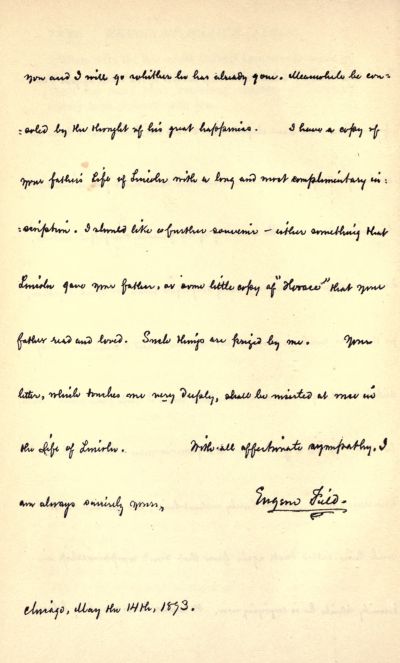 you and I will go whither he has already gone. Meanwhile be con-
-soled by the thought of his great happiness. I have a copy of
your father's Life of Lincoln with a long and most complimentary in-
-scription. I should like a further souvenir – either something that
Lincoln gave your father, or some little copy of "Horace" that your
father read and loved. Such things are prized by me. Your
letter, which touches me very deeply, shall be inserted at once in
the Life of Lincoln. With all affectionate sympathy, I
am always sincerely yours,
Eugene Field.
Chicago, May the 14th, 1893.